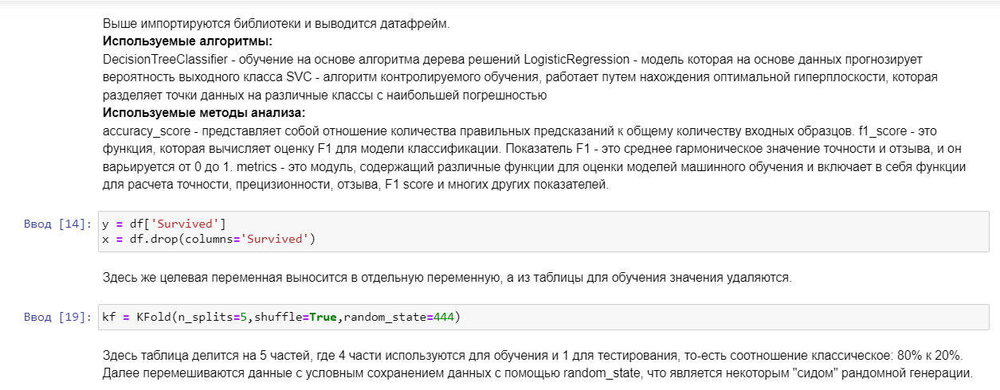 Выше импортируются библиотеки и выводится датафрейм.
Используемые алгоритмы:
DecisionTreeClassifier - обучение на основе алгоритма дерева решений LogisticRegression - модель которая на основе данных прогнозирует
вероятность выходного класса SVC - алгоритм контролируемого обучения, работает путем нахождения оптимальной гиперплоскости, которая
разделяет точки данных на различные классы с наибольшей погрешностью
Используемые методы анализа:
accuracy_score - представляет собой отношение количества правильных предсказаний к общему количеству входных образцов. f1_score - это
функция, которая вычисляет оценку F1 для модели классификации. Показатель F1 - это среднее гармоническое значение точности и отзыва, и он
варьируется от 0 до 1. metrics - это модуль, содержащий различные функции для оценки моделей машинного обучения и включает в себя функции
для расчета точности, прецизионности, отзыва, F1 score и многих других показателей.
Ввод [14]: y = df['Survived']
x = df.drop(columns='Survived')
Здесь же целевая переменная выносится в отдельную переменную, а из таблицы для обучения значения удаляются.
Ввод [19]: kf = KFold(n_splits=5,shuffle=True,random_state=444)
Здесь таблица делится на 5 частей, где 4 части используются для обучения и 1 для тестирования, то-есть соотношение классическое: 80% к 20%.
Далее перемешиваются данные с условным сохранением данных с помощью random_state, что является некоторым "сидом" рандомной генерации.